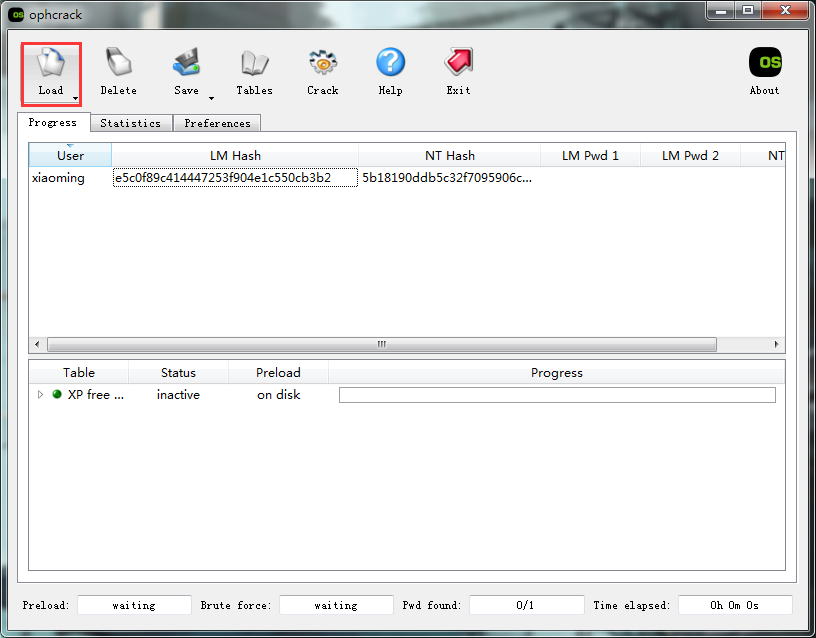 OS ophcrack
Load Delete Save Tables Crack Help Exit OS About
Progress Statistics Preferences
User LM Hash NT Hash LM Pwd 1 LM Pwd 2 NT
xiaoming e5c0f89c414447253f904e1c550cb3b2 5b18190ddb5c32f7095906c...
Table Status Preload Progress
XP free ... inactive on disk
Preload: waiting Brute force: waiting Pwd found: 0/1 Time elapsed: 0h 0m 0s